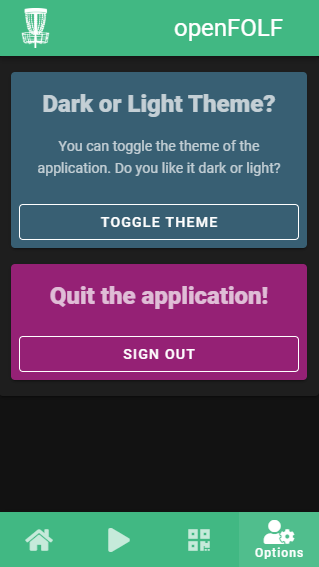 openFOLF
Dark or Light Theme?
You can toggle the theme of the
application. Do you like it dark or light?
TOGGLE THEME
Quit the application!
SIGN OUT
Options